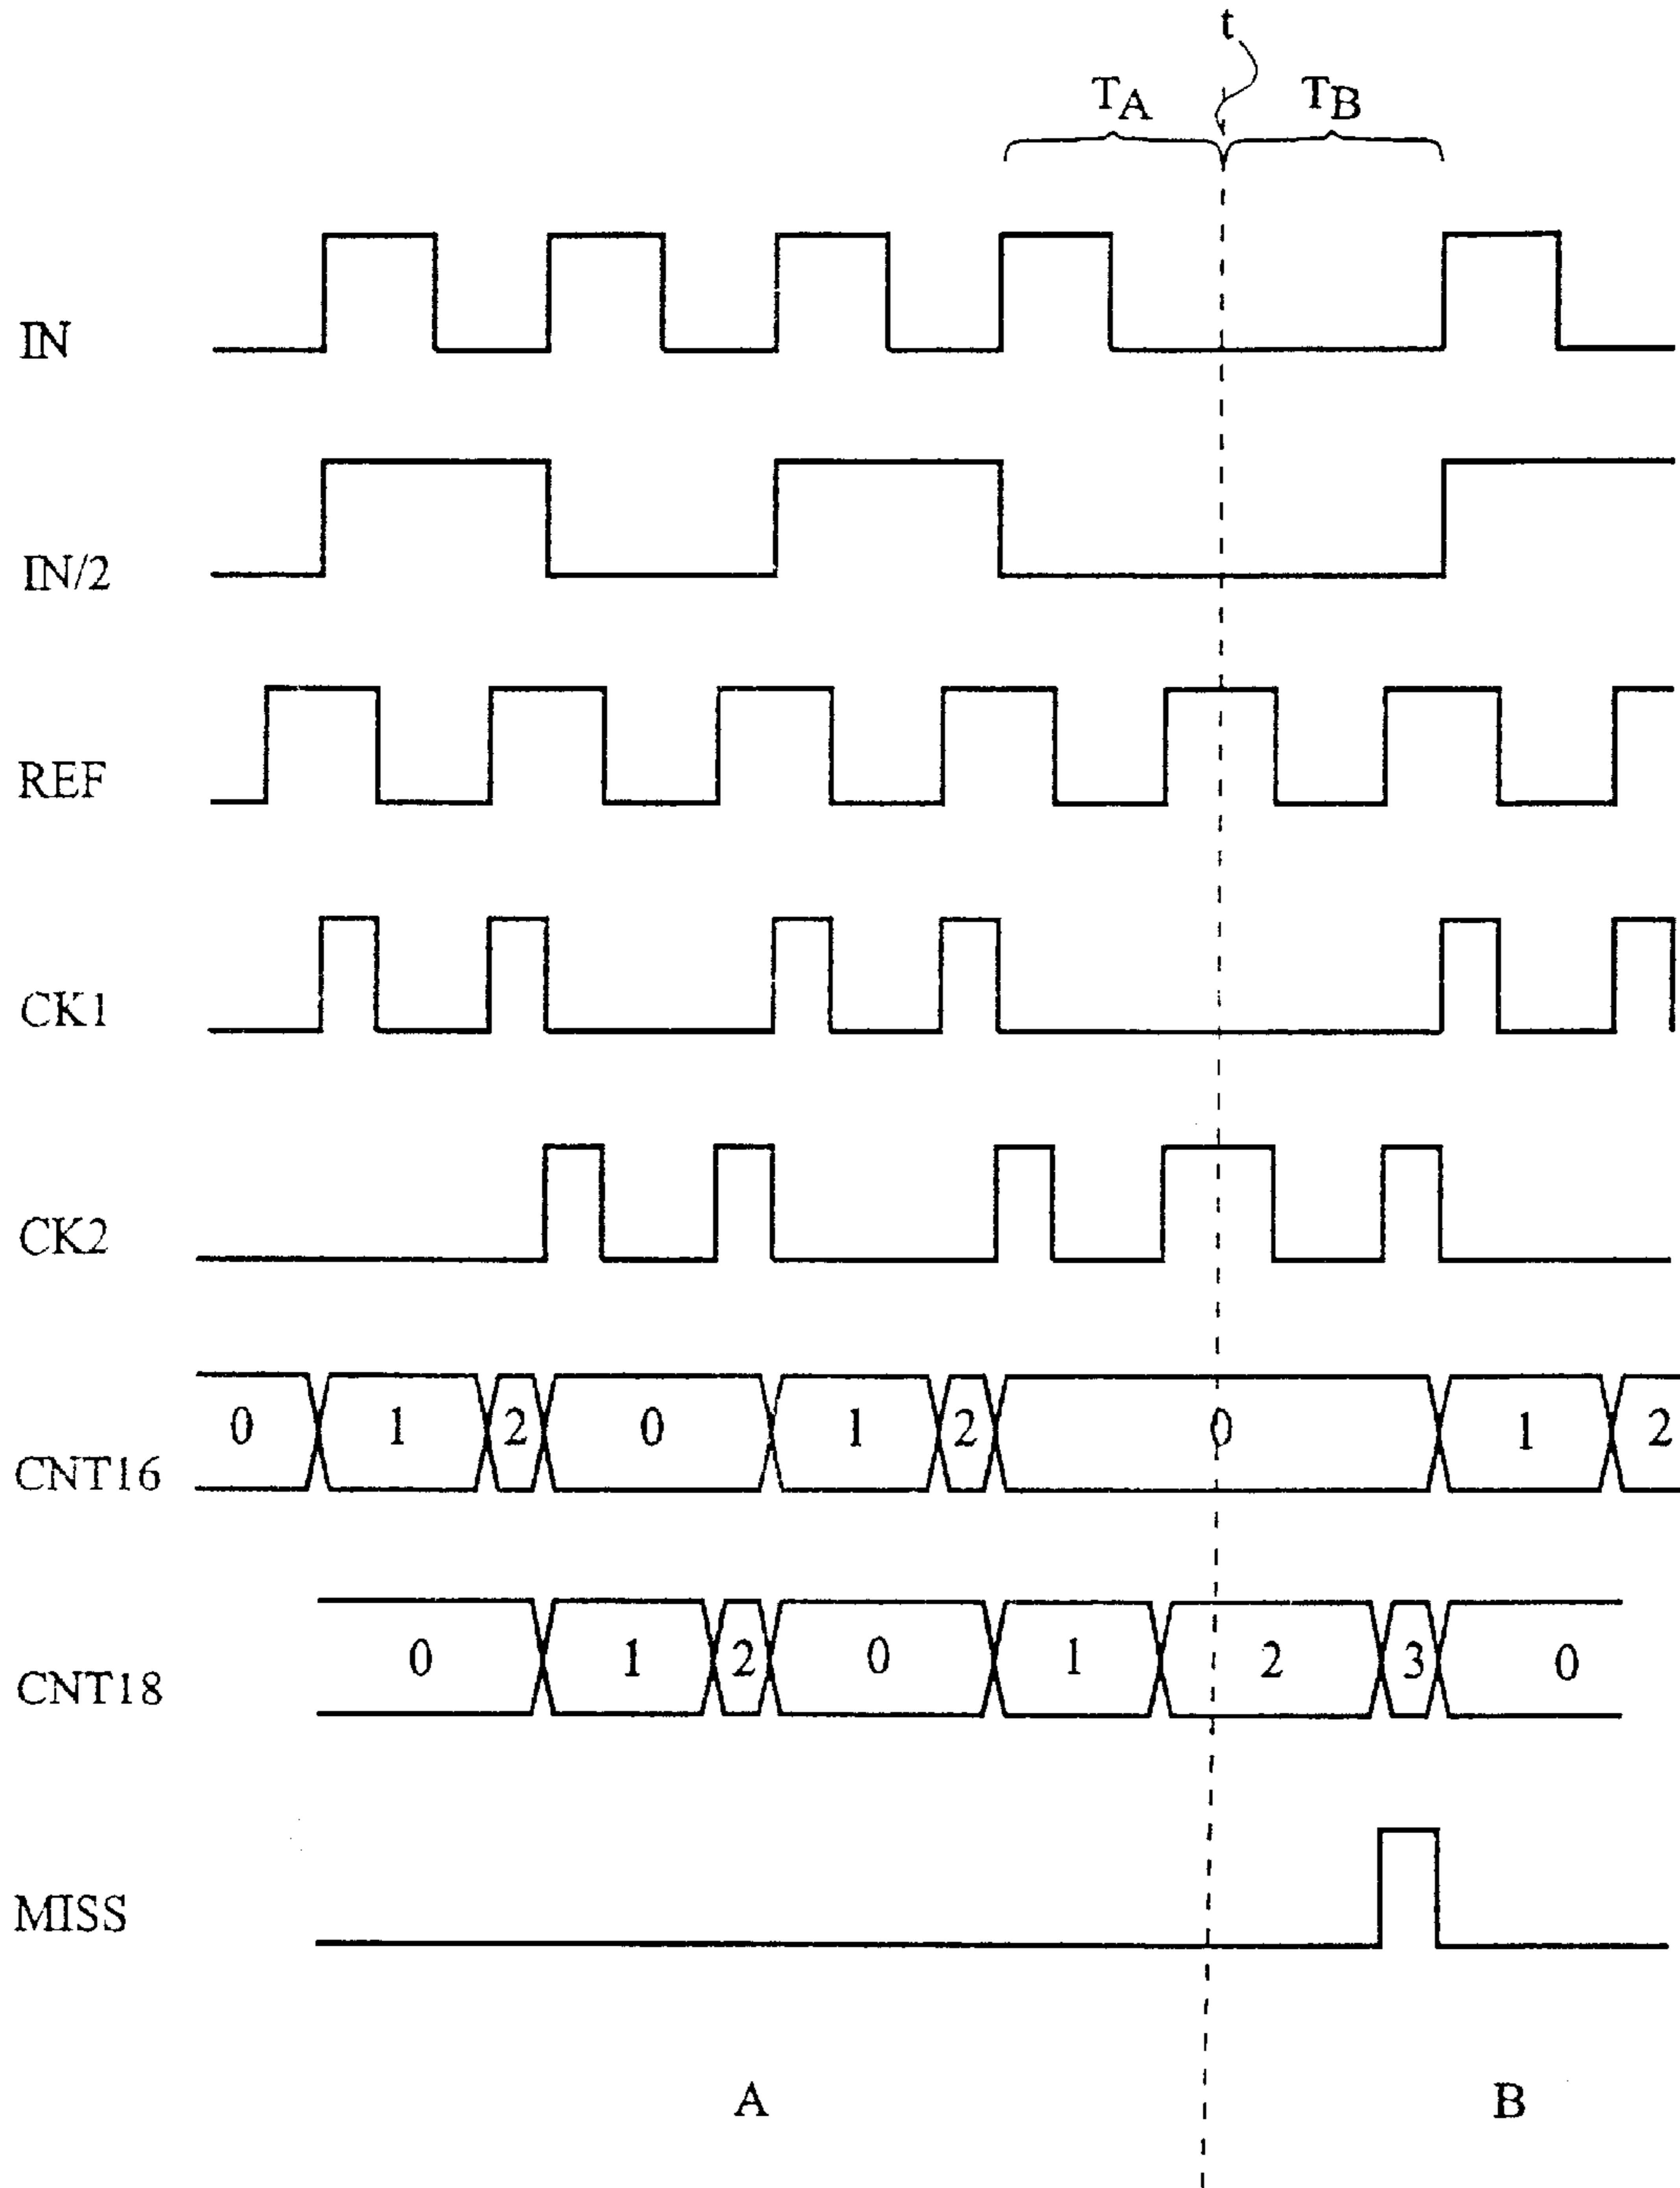 t
TA TB
IN
IN/2
REF
CK1
CK2
CNT16 0 1 2 0 1 2 0 1 2
CNT18 0 1 2 0 1 2 3 0
MISS
A B